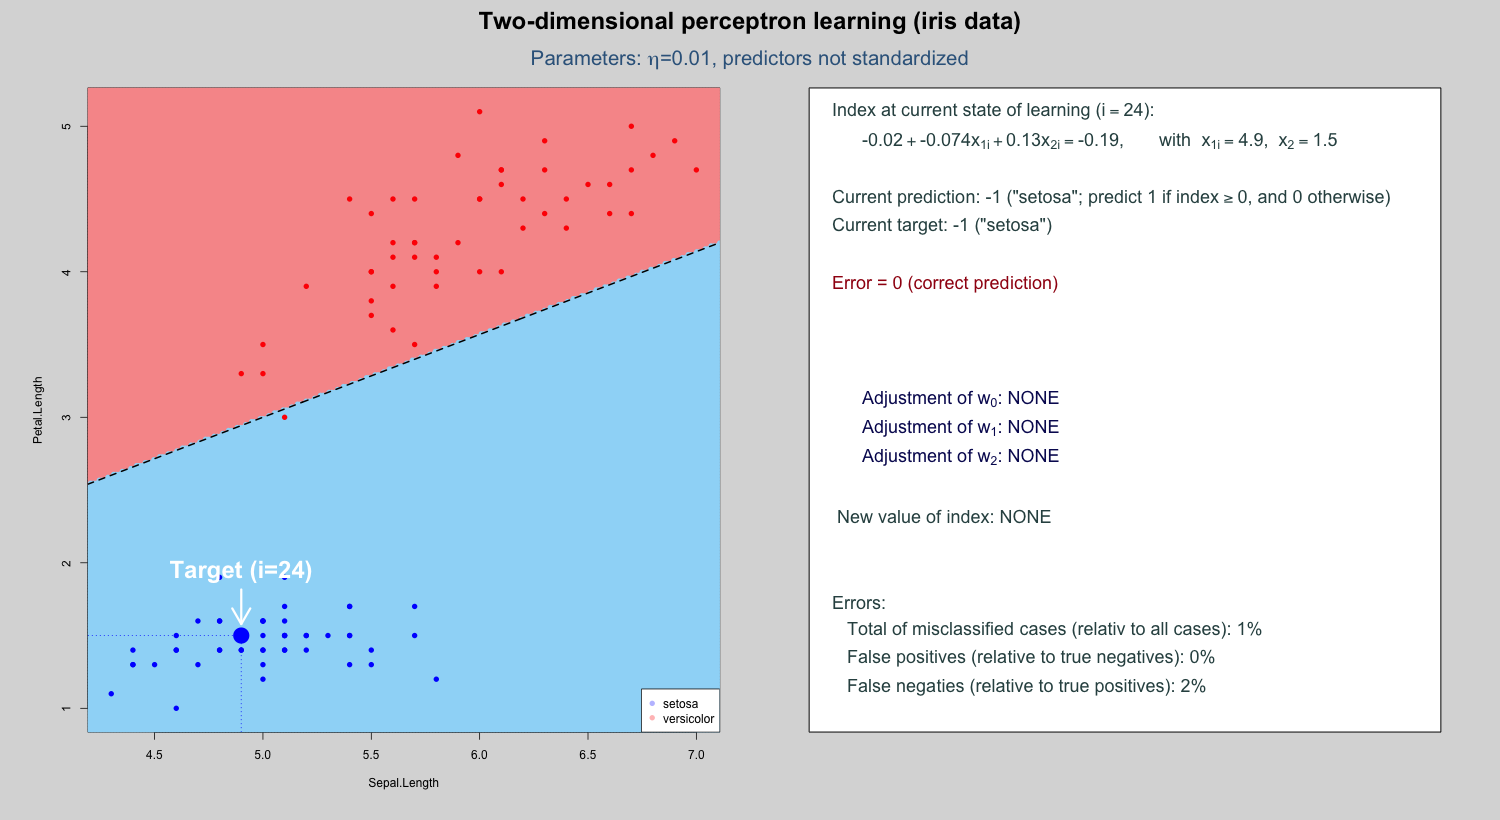 Two-dimensional perceptron learning (iris data)
Parameters: η=0.01, predictors not standardized
5
4
3
2
1
Petal.Length
Target (i=24)
setosa
versicolor
4.5 5.0 5.5 6.0 6.5 7.0
Sepal.Length
Index at current state of learning (i = 24):
-0.02 + -0.074x1i + 0.13x2i = -0.19, with x1i = 4.9, x2 = 1.5
Current prediction: -1 ("setosa"; predict 1 if index ≥ 0, and 0 otherwise)
Current target: -1 ("setosa")
Error = 0 (correct prediction)
Adjustment of w0: NONE
Adjustment of w1: NONE
Adjustment of w2: NONE
New value of index: NONE
Errors:
Total of misclassified cases (relativ to all cases): 1%
False positives (relative to true negatives): 0%
False negaties (relative to true positives): 2%